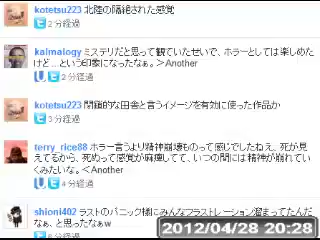 kotetsu223 北陸の隔絶された感覚
2 分経過
kaimalogy ミステリだと思って観ていたせいで、ホラーとしては楽しめた
けど…という印象になったなぁ。＞Another
2 分経過
kotetsu223 閉鎖的な田舎と言うイメージを有効に使った作品か
3 分経過
terry_rice88 ホラー言うより精神崩壊ものって感じでしたねぇ。死が見
えてるから、死ぬって感覚が麻痺してて、いつの間には精神が崩れてい
くみたいな。＜Another
4 分経過
shioni402 ラストのパニック様にみんなフラストレーション溜まってたんだ
なぁ、と思ったなぁw
6 分経過
2012/04/28 20:28